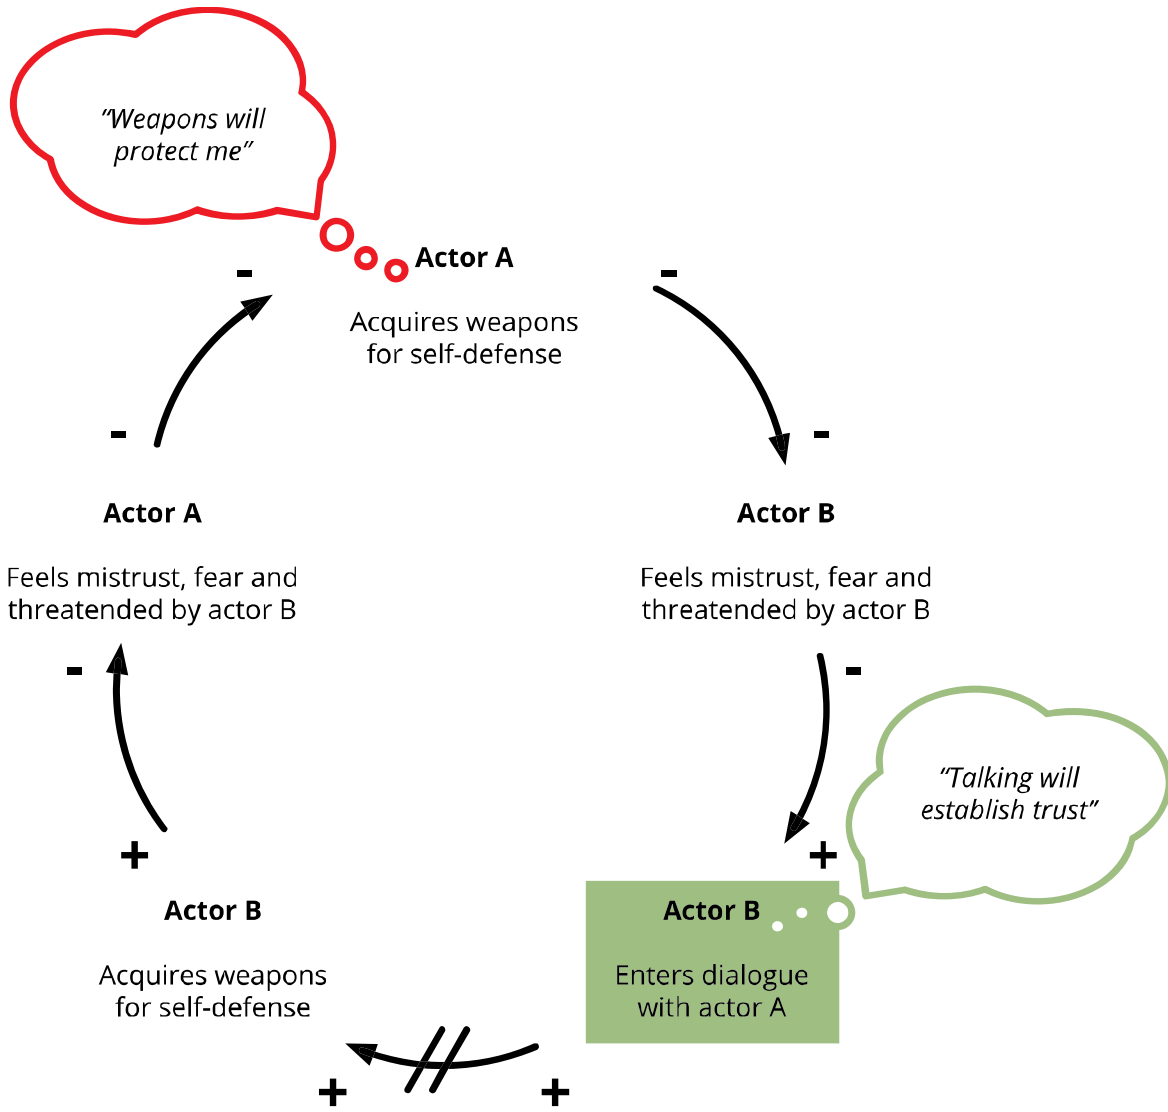 “Weapons will
protect me”
Actor A
-
-
Acquires weapons
for self-defense
-
-
Actor A
Feels mistrust, fear and
threatended by actor B
Actor B
Feels mistrust, fear and
threatended by actor B
-
-
“Talking will
establish trust”
+
+
Actor B
Acquires weapons
for self-defense
Actor B
Enters dialogue
with actor A
+
+